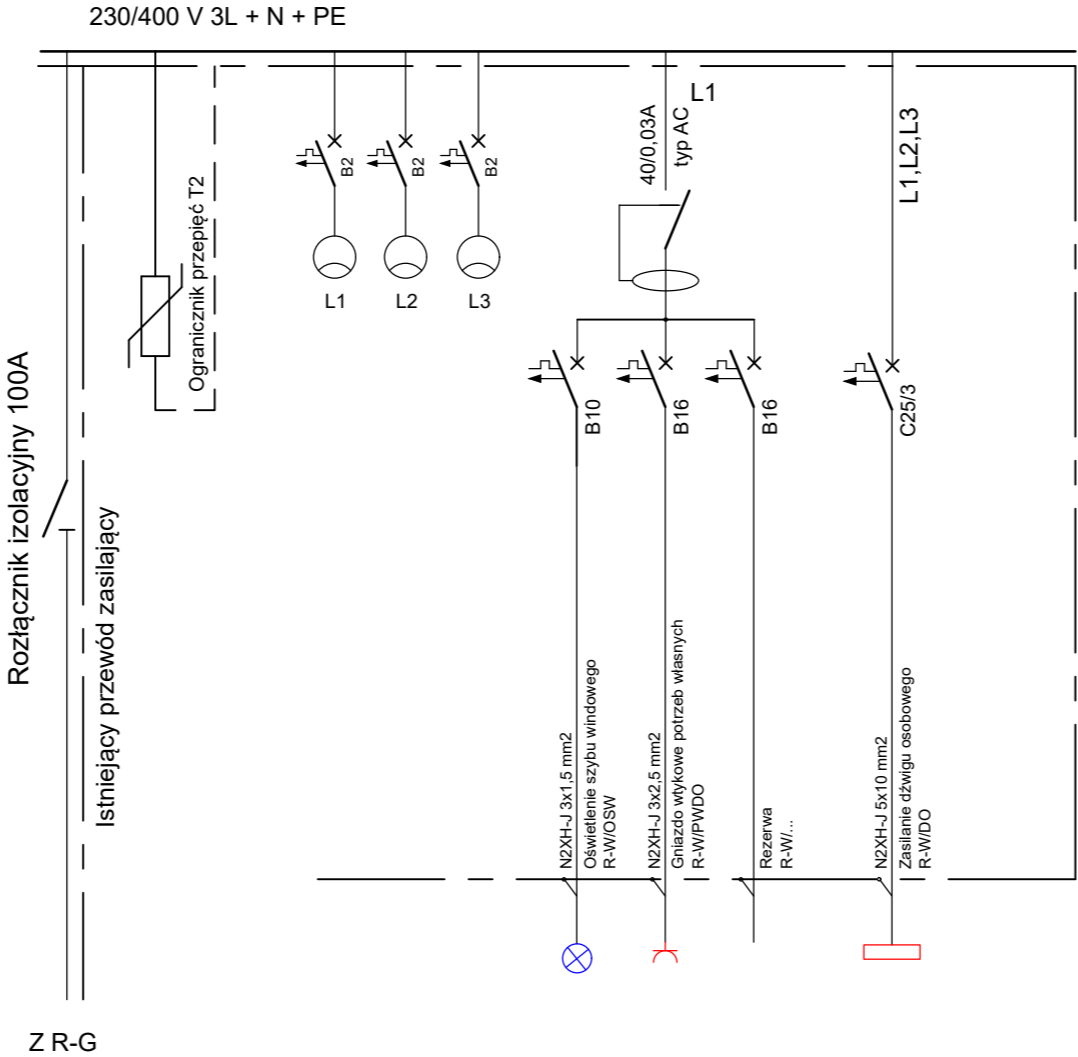 230/400 V 3L + N + PE
Rozłącznik izolacyjny 100A
Istniejący przewód zasilający
Ogranicznik przepięć T2
B2
B2
B2
L1
L2
L3
40/0,03A
typ AC
L1
L1,L2,L3
B10
B16
B16
C25/3
N2XH-J 3x1,5 mm2
Oświetlenie szybu windowego
R-W/OSW
N2XH-J 3x2,5 mm2
Gniazdo wtykowe potrzeb własnych
R-W/PWDO
Rezerwa
R-W/...
N2XH-J 5x10 mm2
Zasilanie dźwigu osobowego
R-W/DO
Z R-G